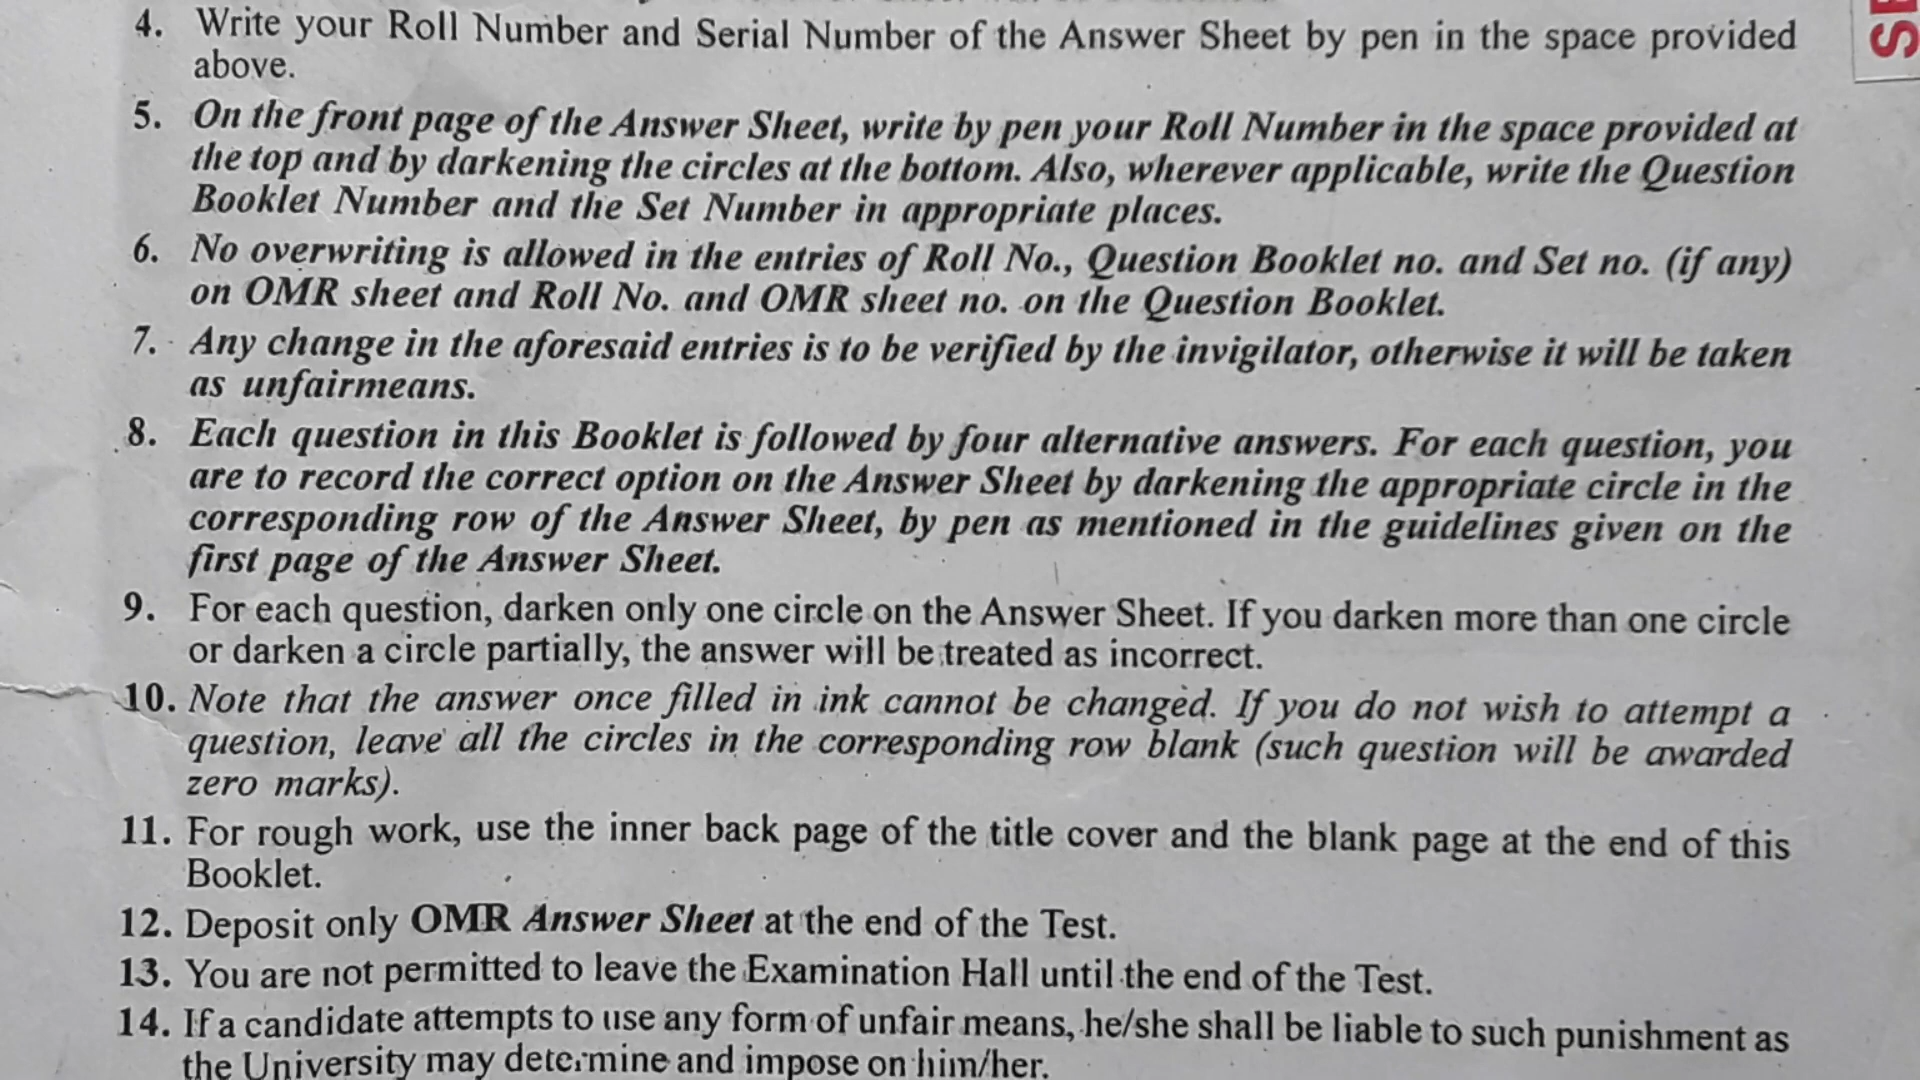 4. Write your Roll Number and Serial Number of the Answer Sheet by pen in the space provided
above.
5. On the front page of the Answer Sheet, write by pen your Roll Number in the space provided at
the top and by darkening the circles at the bottom. Also, wherever applicable, write the Question
Booklet Number and the Set Number in appropriate places.
6. No overwriting is allowed in the entries of Roll No., Question Booklet no. and Set no. (if any)
on OMR sheet and Roll No. and OMR sheet no. on the Question Booklet.
7. Any change in the aforesaid entries is to be verified by the invigilator, otherwise it will be taken
as unfairmeans.
8. Each question in this Booklet is followed by four alternative answers. For each question, you
are to record the correct option on the Answer Sheet by darkening the appropriate circle in the
corresponding row of the Answer Sheet, by pen as mentioned in the guidelines given on the
first page of the Answer Sheet.
9. For each question, darken only one circle on the Answer Sheet. If you darken more than one circle
or darken a circle partially, the answer will be treated as incorrect.
10. Note that the answer once filled in ink cannot be changed. If you do not wish to attempt a
question, leave all the circles in the corresponding row blank (such question will be awarded
zero marks).
11. For rough work, use the inner back page of the title cover and the blank page at the end of this
Booklet.
12. Deposit only OMR Answer Sheet at the end of the Test.
13. You are not permitted to leave the Examination Hall until the end of the Test.
14. If a candidate attempts to use any form of unfair means, he/she shall be liable to such punishment as
the University may determine and impose on him/her.